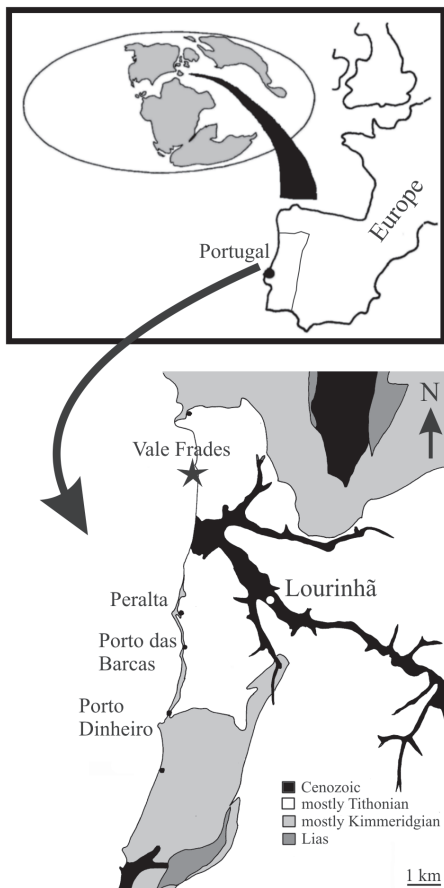 Europe
Portugal
N
Vale Frades
Lourinhã
Peralta
Porto das
Barcas
Porto
Dinheiro
Cenozoic
mostly Tithonian
mostly Kimmeridgian
Lias
1 km